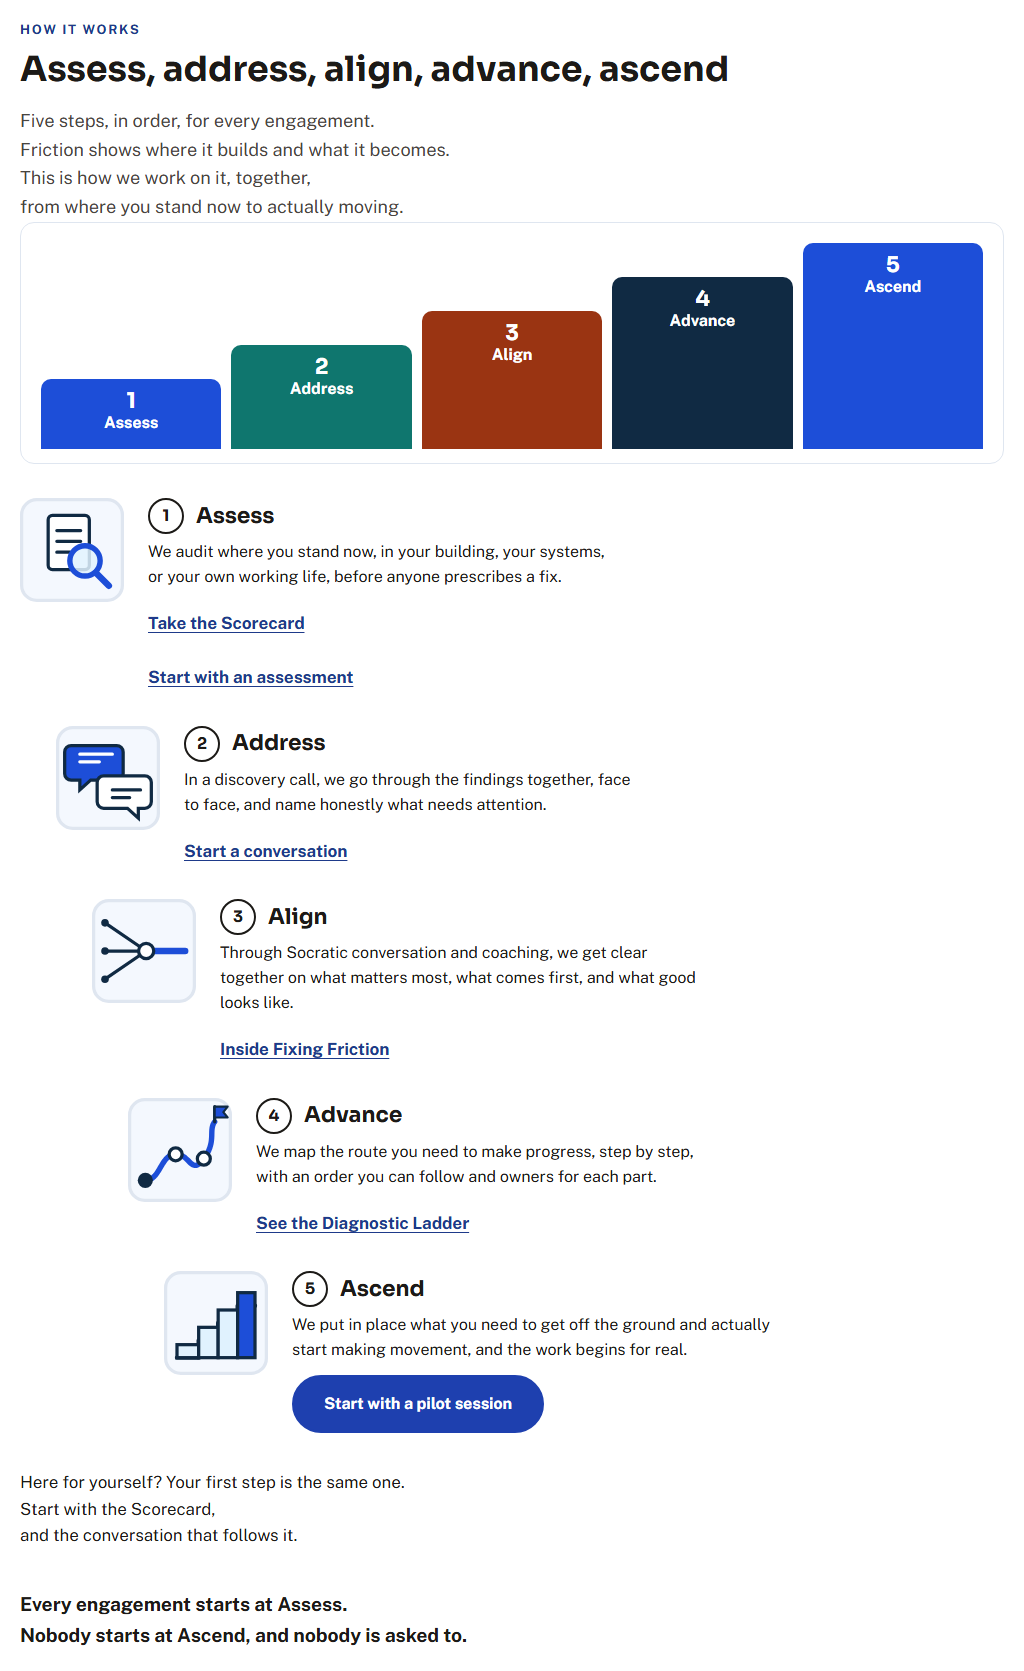 HOW IT WORKS
Assess, address, align, advance, ascend
Five steps, in order, for every engagement.
Friction shows where it builds and what it becomes.
This is how we work on it, together,
from where you stand now to actually moving.
1
Assess
2
Address
3
Align
4
Advance
5
Ascend
1 Assess
We audit where you stand now, in your building, your systems,
or your own working life, before anyone prescribes a fix.
Take the Scorecard
Start with an assessment
2 Address
In a discovery call, we go through the findings together, face
to face, and name honestly what needs attention.
Start a conversation
3 Align
Through Socratic conversation and coaching, we get clear
together on what matters most, what comes first, and what good
looks like.
Inside Fixing Friction
4 Advance
We map the route you need to make progress, step by step,
with an order you can follow and owners for each part.
See the Diagnostic Ladder
5 Ascend
We put in place what you need to get off the ground and actually
start making movement, and the work begins for real.
Start with a pilot session
Here for yourself? Your first step is the same one.
Start with the Scorecard,
and the conversation that follows it.
Every engagement starts at Assess.
Nobody starts at Ascend, and nobody is asked to.